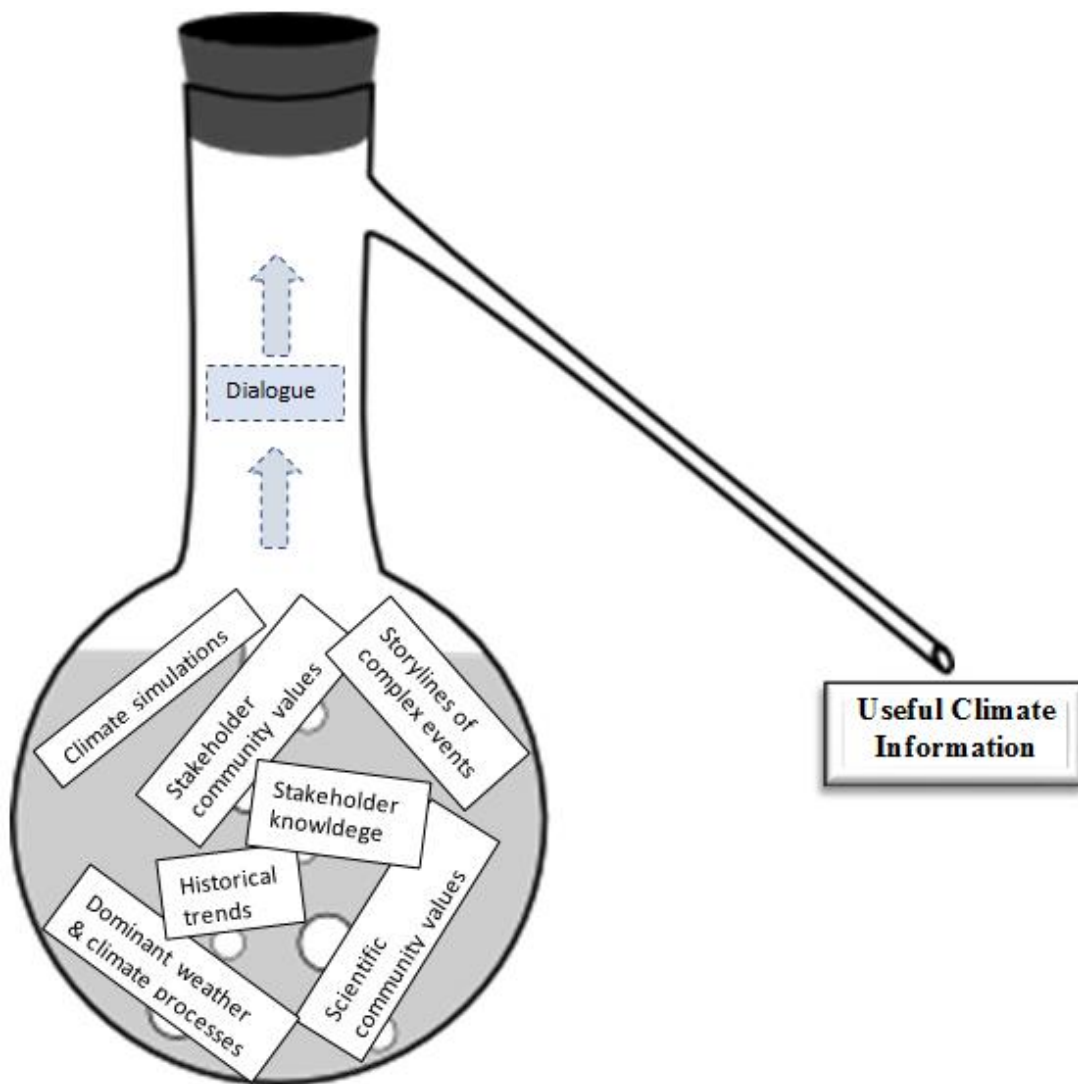 Dialogue
Climate simulations
Stakeholder
community values
Storylines of
complex events
Stakeholder
knowldege
Historical
trends
Dominant weather
& climate processes
Scientific
community values
Useful Climate
Information